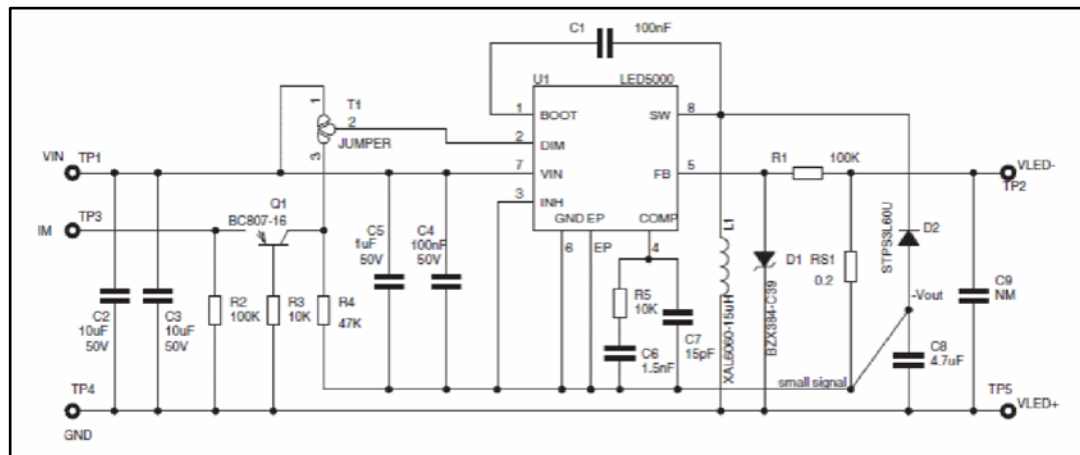 C1
100nF
U1
LED5000
1
BOOT
SW
8
2
DIM
7
VIN
FB
5
3
INH
GND
EP
COMP
6
EP
4
1
T1
2
JUMPER
3
VIN
TP1
TP3
IM
Q1
BC807-16
C5
1uF
50V
C4
100nF
50V
R1
100K
VLED-
TP2
L1
XAL6060-15uH
D1
BZX384-C39
RS1
0.2
STPS3L60U
D2
-Vout
C9
NM
C2
10uF
50V
C3
10uF
50V
R2
100K
R3
10K
R4
47K
R5
10K
C6
1.5nF
C7
15pF
C8
4.7uF
small signal
TP4
GND
TP5
VLED+